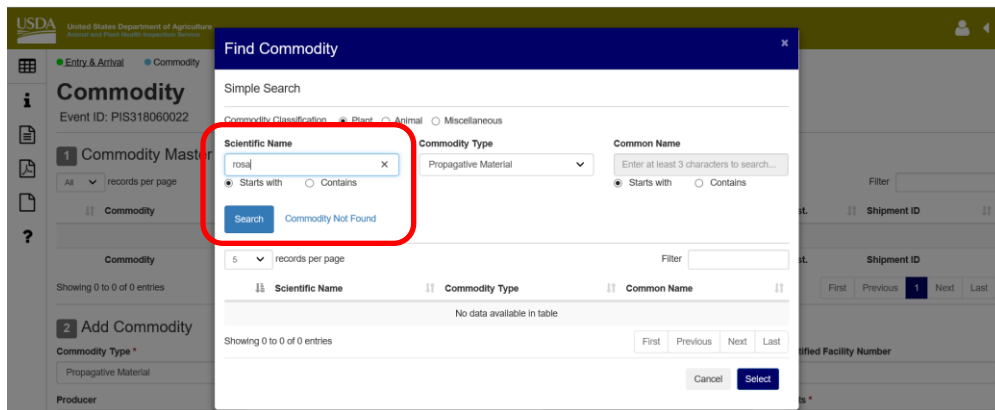 USDA
United States Department of Agriculture
Animal and Plant Health Inspection Service
Entry & Arrival
Commodity
Commodity
Event ID: PIS318060022
1 Commodity Master
All records per page
Filter
Commodity
st.
Shipment ID
Commodity
st.
Shipment ID
Showing 0 to 0 of 0 entries
First Previous 1 Next Last
2 Add Commodity
Commodity Type *
tified Facility Number
Propagative Material
Producer
ts *
Find Commodity
×
Simple Search
Commodity Classification Plant Animal Miscellaneous
Scientific Name
Commodity Type
Common Name
rosa ×
Propagative Material
Enter at least 3 characters to search...
Starts with Contains
Starts with Contains
Search
Commodity Not Found
5 records per page
Filter
Scientific Name
Commodity Type
Common Name
No data available in table
Showing 0 to 0 of 0 entries
First Previous Next Last
Cancel
Select
i
?